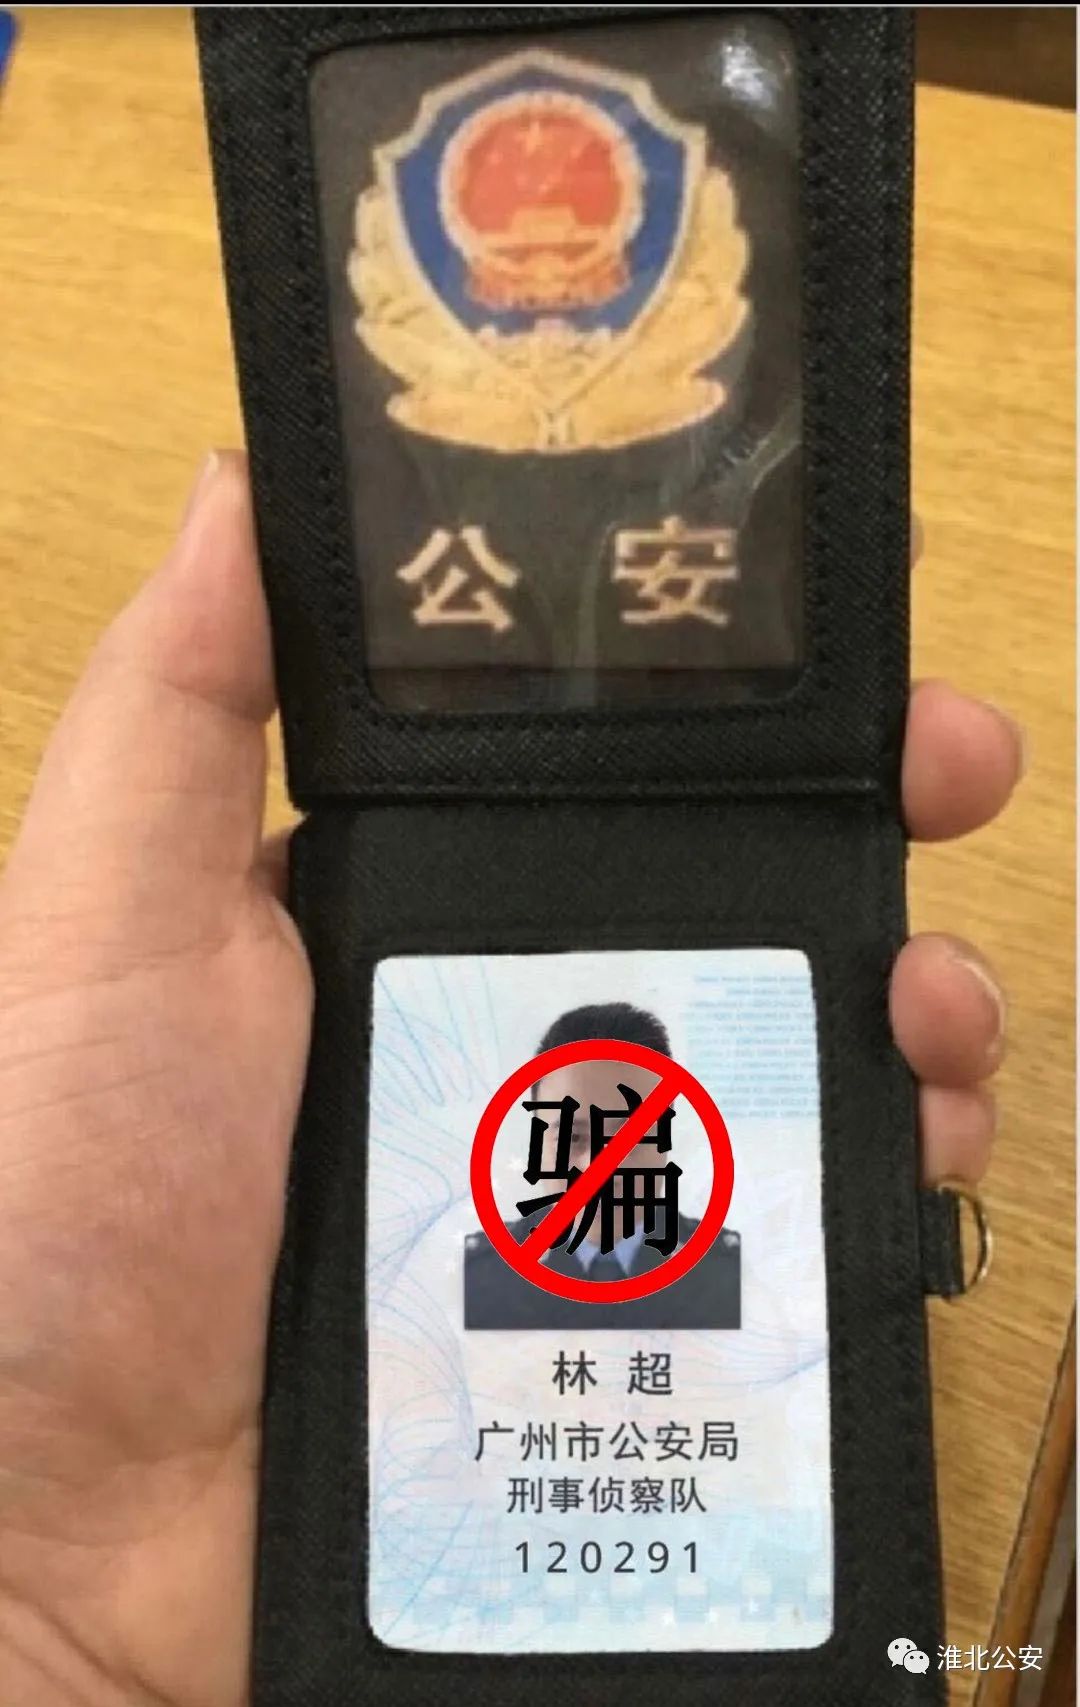 公 安
骗
林 超
广州市公安局
刑事侦察队
120291
淮北公安